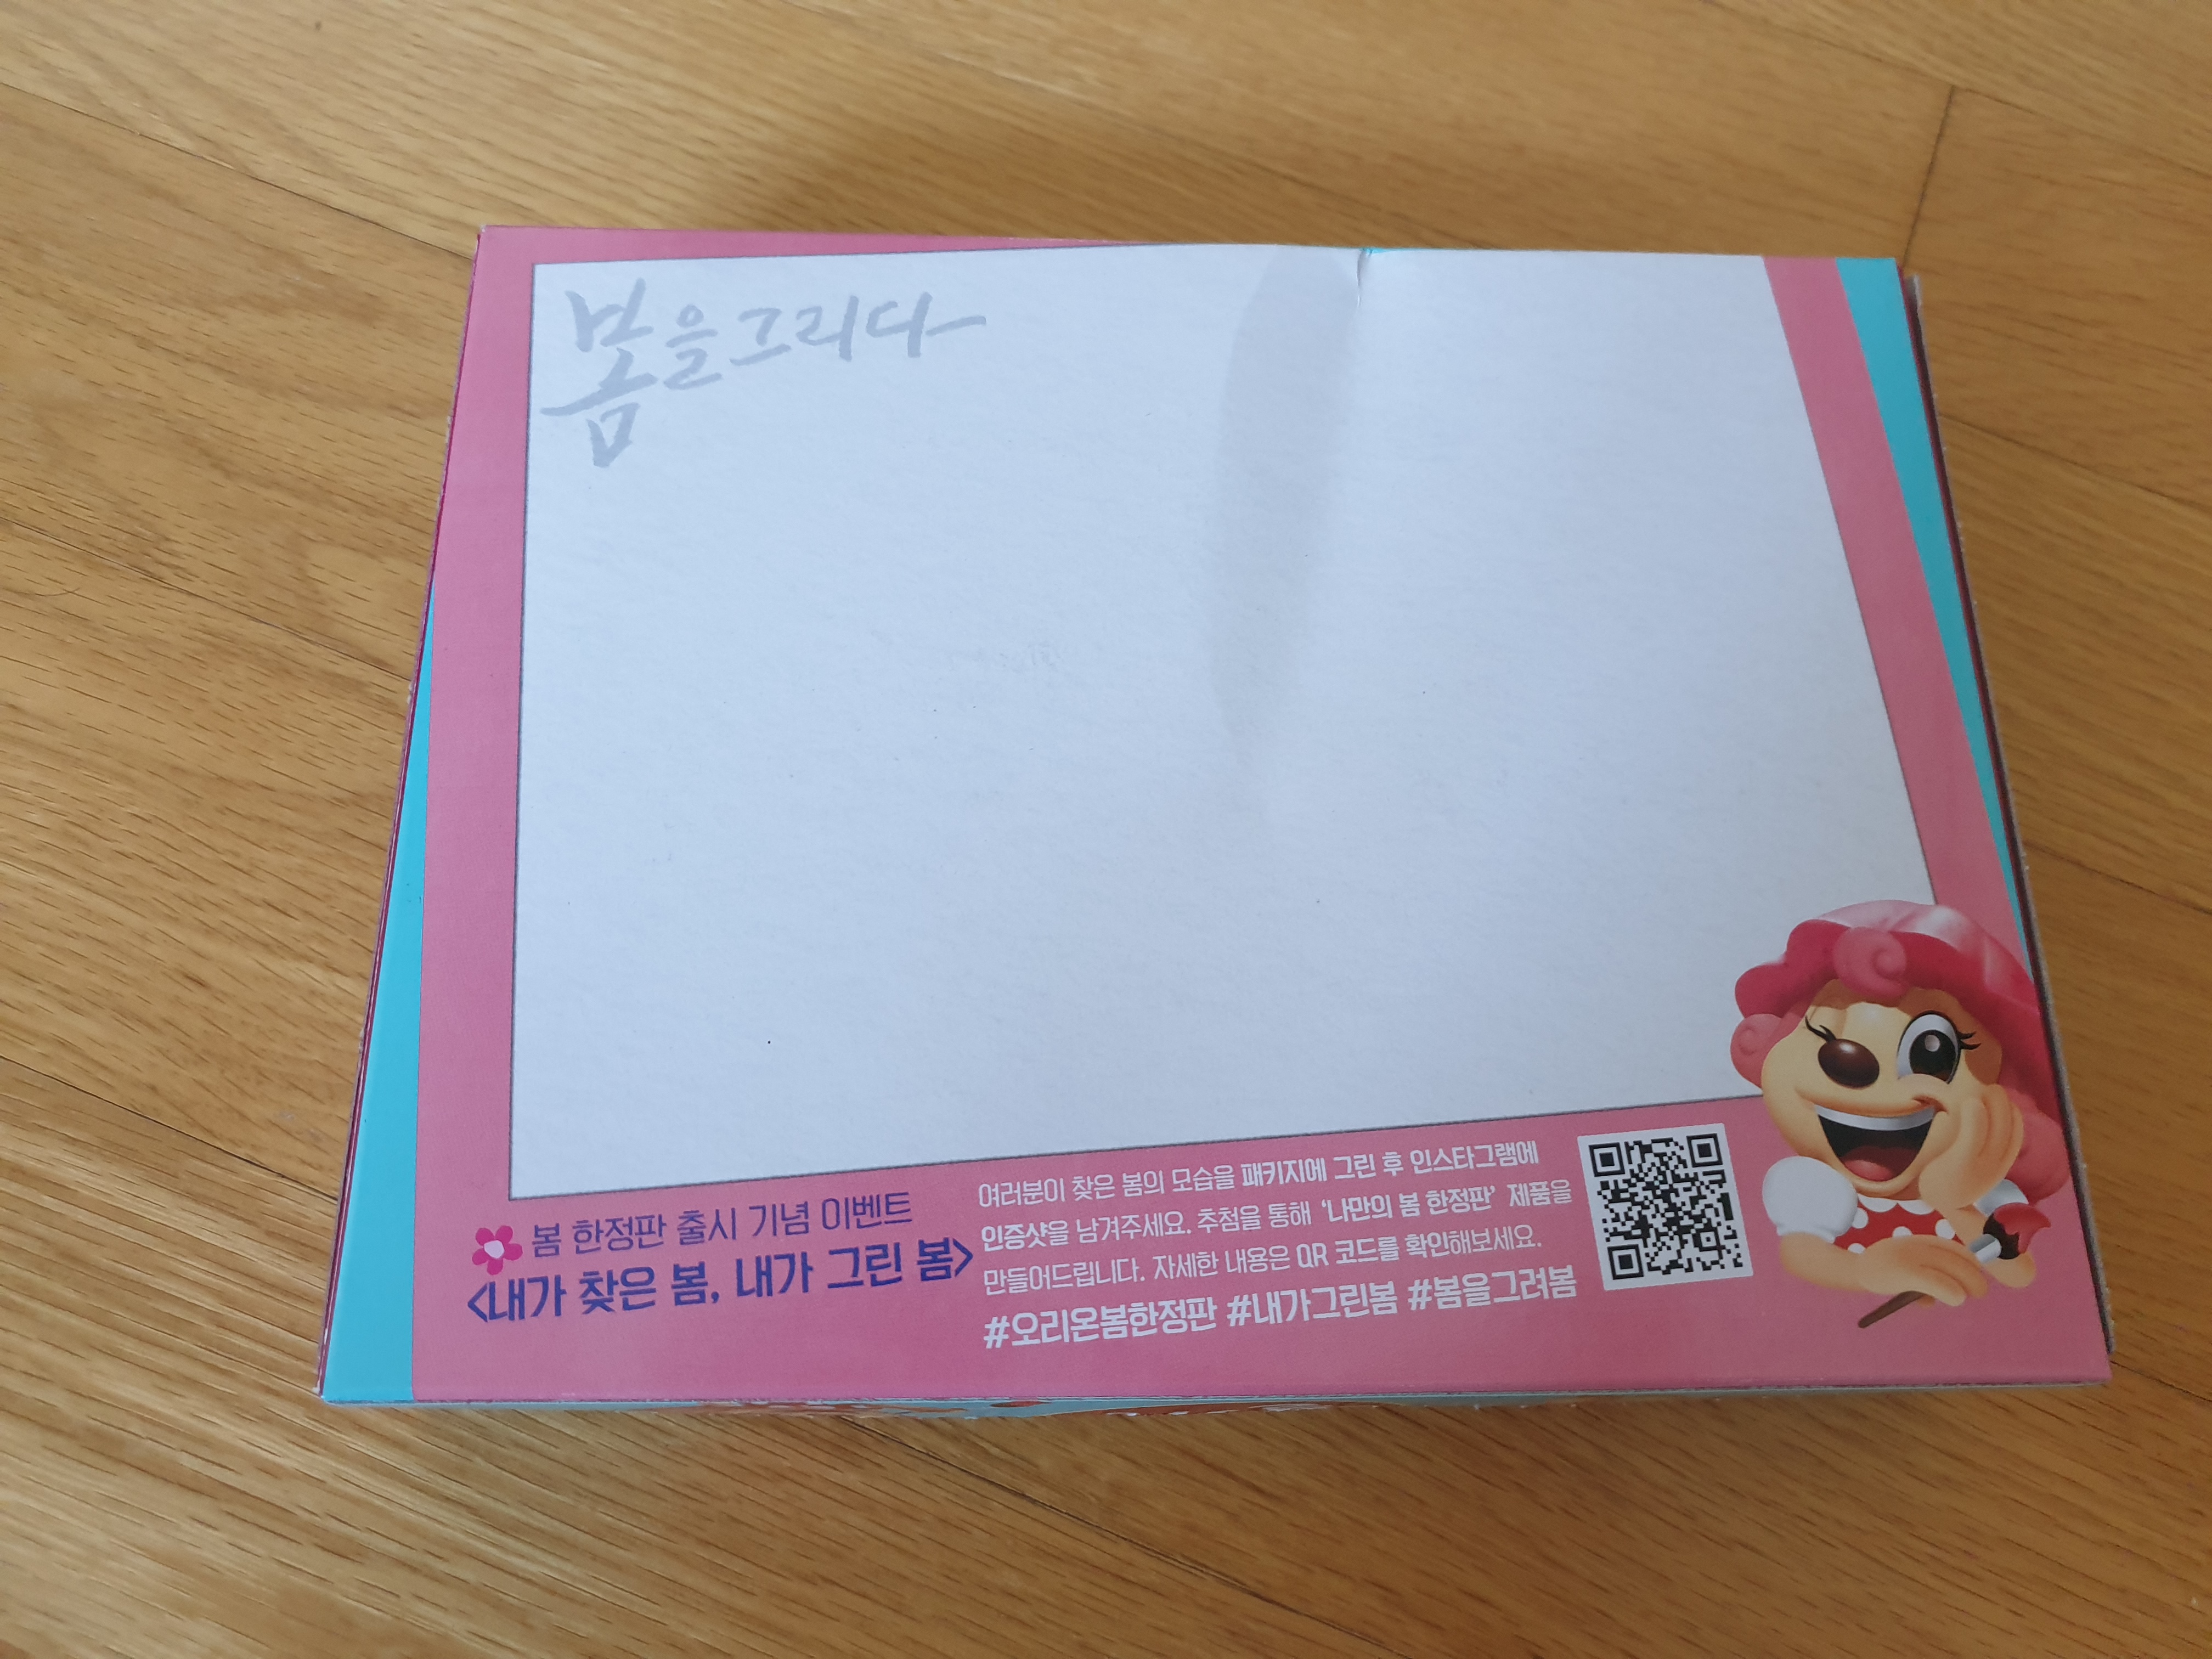 봄을그리다
봄 한정판 출시 기념 이벤트
<내가 찾은 봄, 내가 그린 봄>
여러분이 찾은 봄의 모습을 패키지에 그린 후 인스타그램에
인증샷을 남겨주세요. 추첨을 통해 '나만의 봄 한정판' 제품을
만들어드립니다. 자세한 내용은 QR 코드를 확인해보세요.
#오리온봄한정판 #내가그린봄 #봄을그려봄